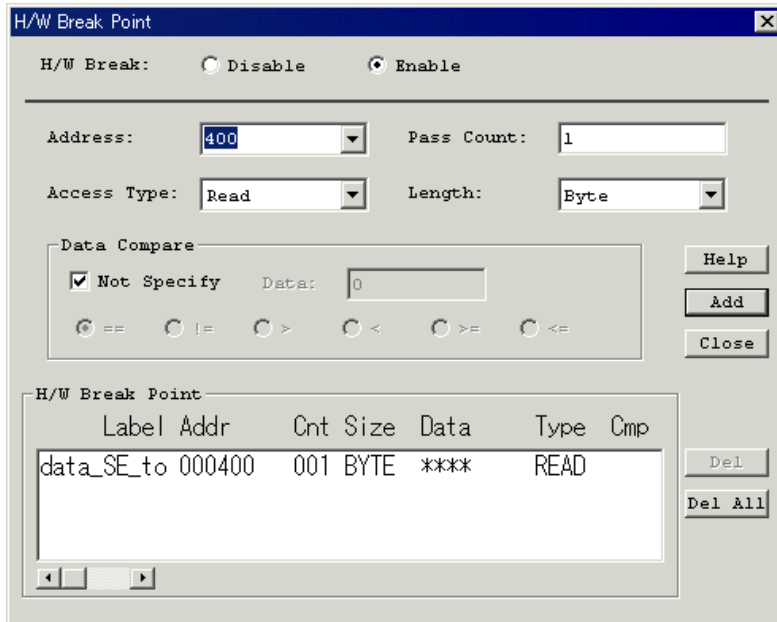 H/W Break Point
H/W Break: Disable Enable
Address: 400 Pass Count: 1
Access Type: Read Length: Byte
Data Compare
Not Specify Data: 0
== != > < >= <=
Help
Add
Close
H/W Break Point
Label Addr Cnt Size Data Type Cmp
data_SE_to 000400 001 BYTE **** READ
Del
Del All